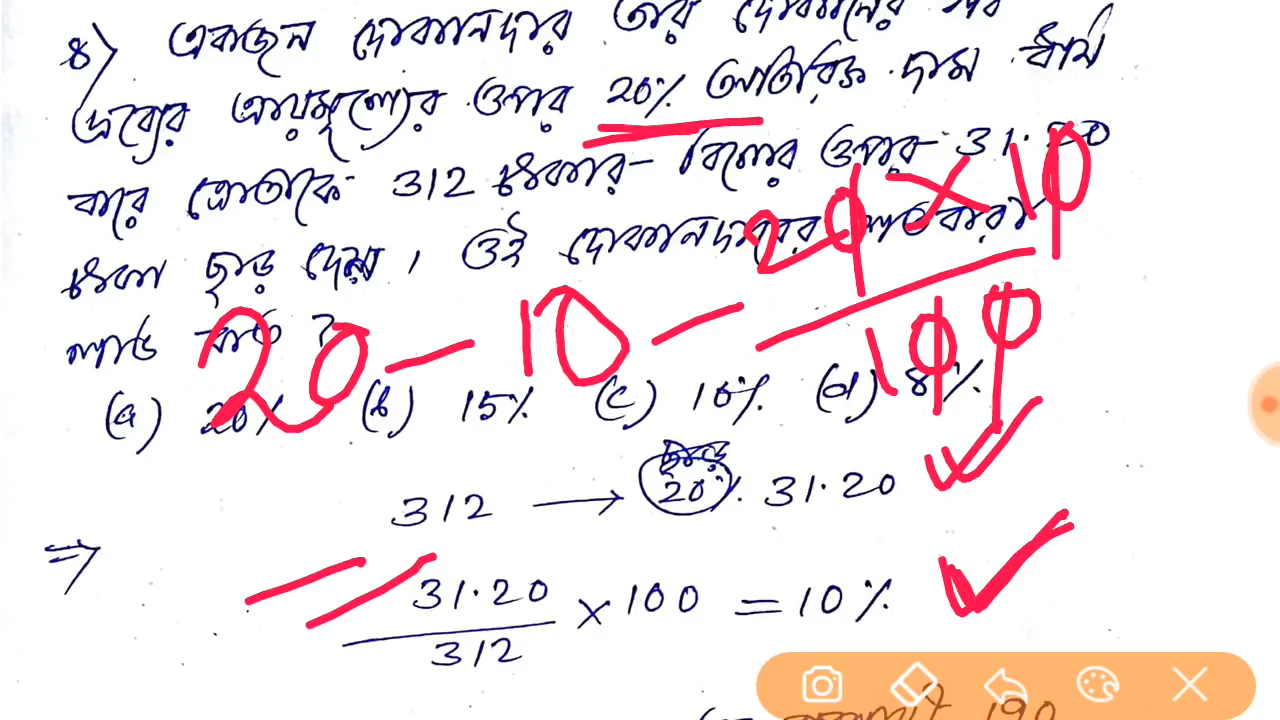 ৪) একজন দোকানদার তার দোকানের সব
দ্রব্যের ক্রয়মূল্যের ওপর 20% অতিরিক্ত দাম ধার্য
করে ক্রেতাকে 312 টাকার বিলের ওপর 31.20
টাকা ছাড় দেয়। ওই দোকানদারের শতকরা
লাভ কত?
20 - 10 - 20 × 10
100
(a) 20% (b) 15% (c) 10% (d) 8%
ছাড়
312 → 20% 31.20
⇒
31.20 × 100 = 10%
312
190